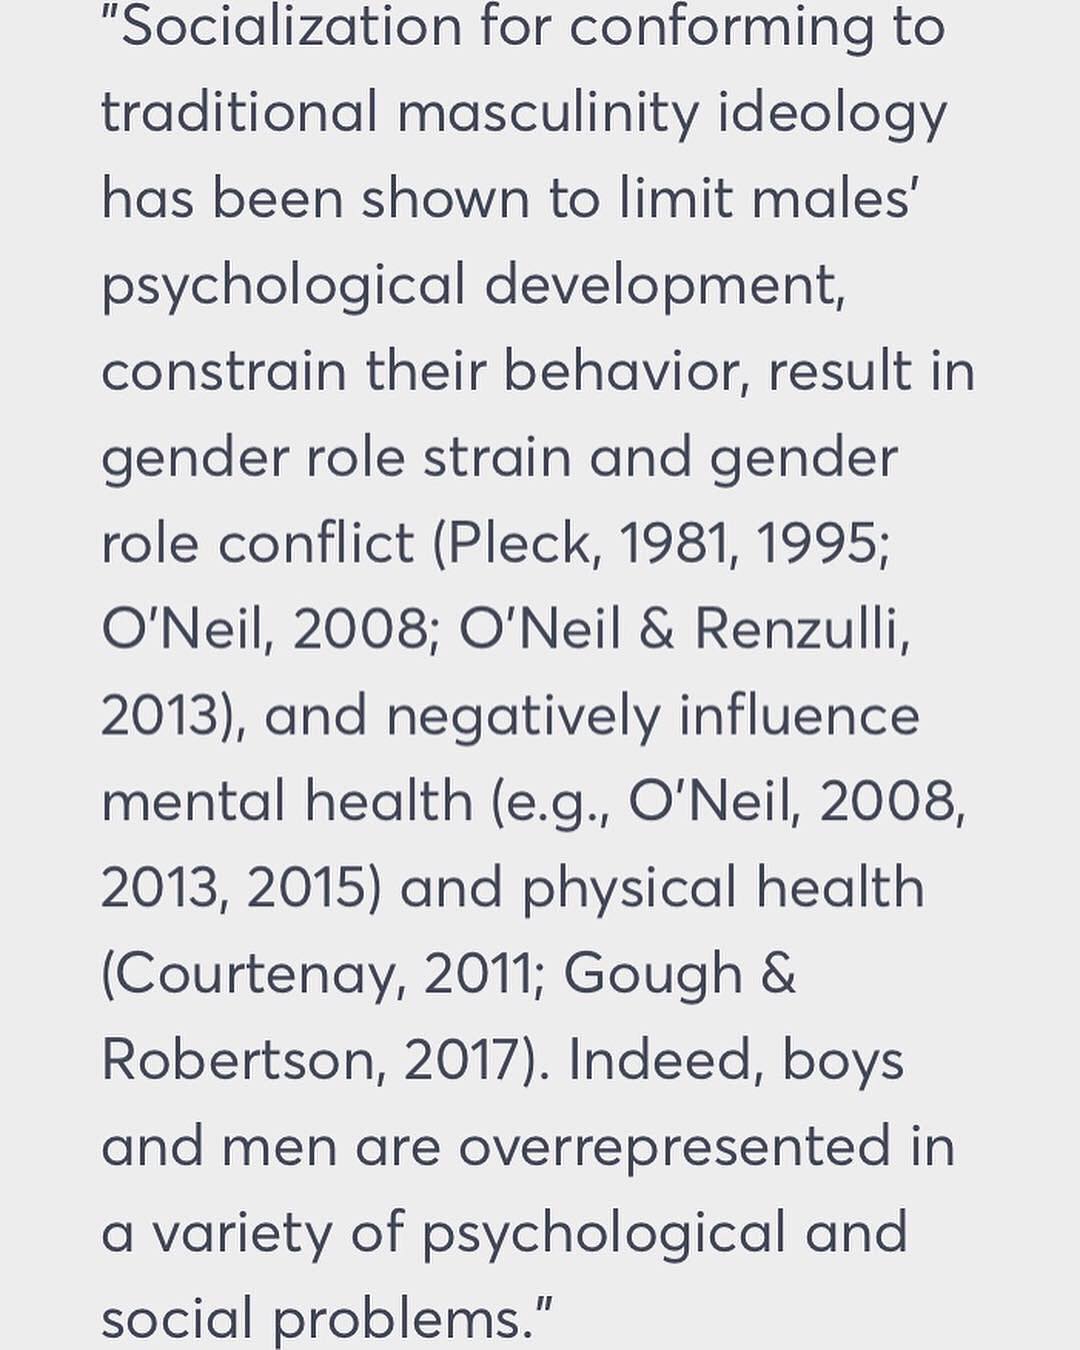 "Socialization for conforming to
traditional masculinity ideology
has been shown to limit males'
psychological development,
constrain their behavior, result in
gender role strain and gender
role conflict (Pleck, 1981, 1995;
O'Neil, 2008; O'Neil & Renzulli,
2013), and negatively influence
mental health (e.g., O'Neil, 2008,
2013, 2015) and physical health
(Courtenay, 2011; Gough &
Robertson, 2017). Indeed, boys
and men are overrepresented in
a variety of psychological and
social problems."